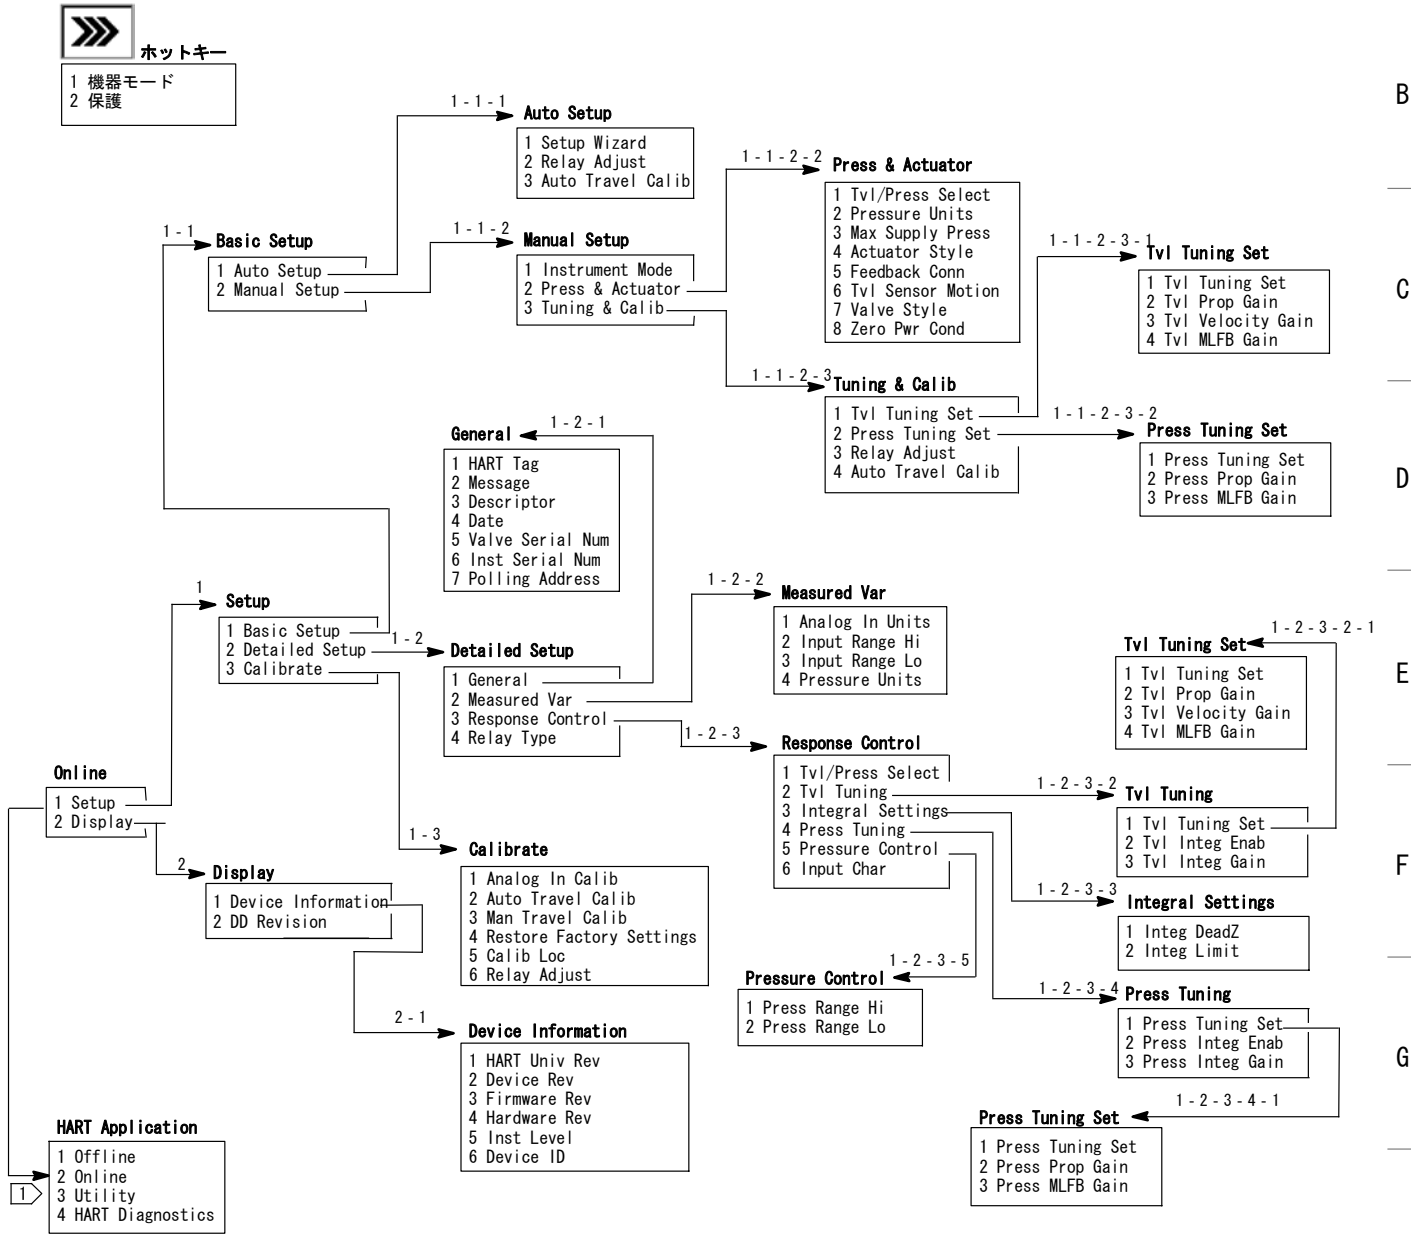 ホットキー
1 機器モード
2 保護
B
1-1-1
Auto Setup
1 Setup Wizard
2 Relay Adjust
3 Auto Travel Calib
1-1-2-2
Press & Actuator
1 Tvl/Press Select
2 Pressure Units
3 Max Supply Press
4 Actuator Style
5 Feedback Conn
6 Tvl Sensor Motion
7 Valve Style
8 Zero Pwr Cond
1-1
Basic Setup
1 Auto Setup
2 Manual Setup
1-1-2
Manual Setup
1 Instrument Mode
2 Press & Actuator
3 Tuning & Calib
1-1-2-3-1
Tvl Tuning Set
1 Tvl Tuning Set
2 Tvl Prop Gain
3 Tvl Velocity Gain
4 Tvl MLFB Gain
C
1-1-2-3
Tuning & Calib
1 Tvl Tuning Set
2 Press Tuning Set
3 Relay Adjust
4 Auto Travel Calib
1-1-2-3-2
Press Tuning Set
1 Press Tuning Set
2 Press Prop Gain
3 Press MLFB Gain
D
1-2-1
General
1 HART Tag
2 Message
3 Descriptor
4 Date
5 Valve Serial Num
6 Inst Serial Num
7 Polling Address
1
Setup
1 Basic Setup
2 Detailed Setup
3 Calibrate
1-2
Detailed Setup
1 General
2 Measured Var
3 Response Control
4 Relay Type
1-2-2
Measured Var
1 Analog In Units
2 Input Range Hi
3 Input Range Lo
4 Pressure Units
1-2-3-2-1
Tvl Tuning Set
1 Tvl Tuning Set
2 Tvl Prop Gain
3 Tvl Velocity Gain
4 Tvl MLFB Gain
E
1-2-3
Response Control
1 Tvl/Press Select
2 Tvl Tuning
3 Integral Settings
4 Press Tuning
5 Pressure Control
6 Input Char
1-2-3-2
Tvl Tuning
1 Tvl Tuning Set
2 Tvl Integ Enab
3 Tvl Integ Gain
F
Online
1 Setup
2 Display
2
Display
1 Device Information
2 DD Revision
1-3
Calibrate
1 Analog In Calib
2 Auto Travel Calib
3 Man Travel Calib
4 Restore Factory Settings
5 Calib Loc
6 Relay Adjust
1-2-3-3
Integral Settings
1 Integ DeadZ
2 Integ Limit
1-2-3-5
Pressure Control
1 Press Range Hi
2 Press Range Lo
1-2-3-4
Press Tuning
1 Press Tuning Set
2 Press Integ Enab
3 Press Integ Gain
G
2-1
Device Information
1 HART Univ Rev
2 Device Rev
3 Firmware Rev
4 Hardware Rev
5 Inst Level
6 Device ID
1-2-3-4-1
Press Tuning Set
1 Press Tuning Set
2 Press Prop Gain
3 Press MLFB Gain
HART Application
1 Offline
2 Online
3 Utility
4 HART Diagnostics
1